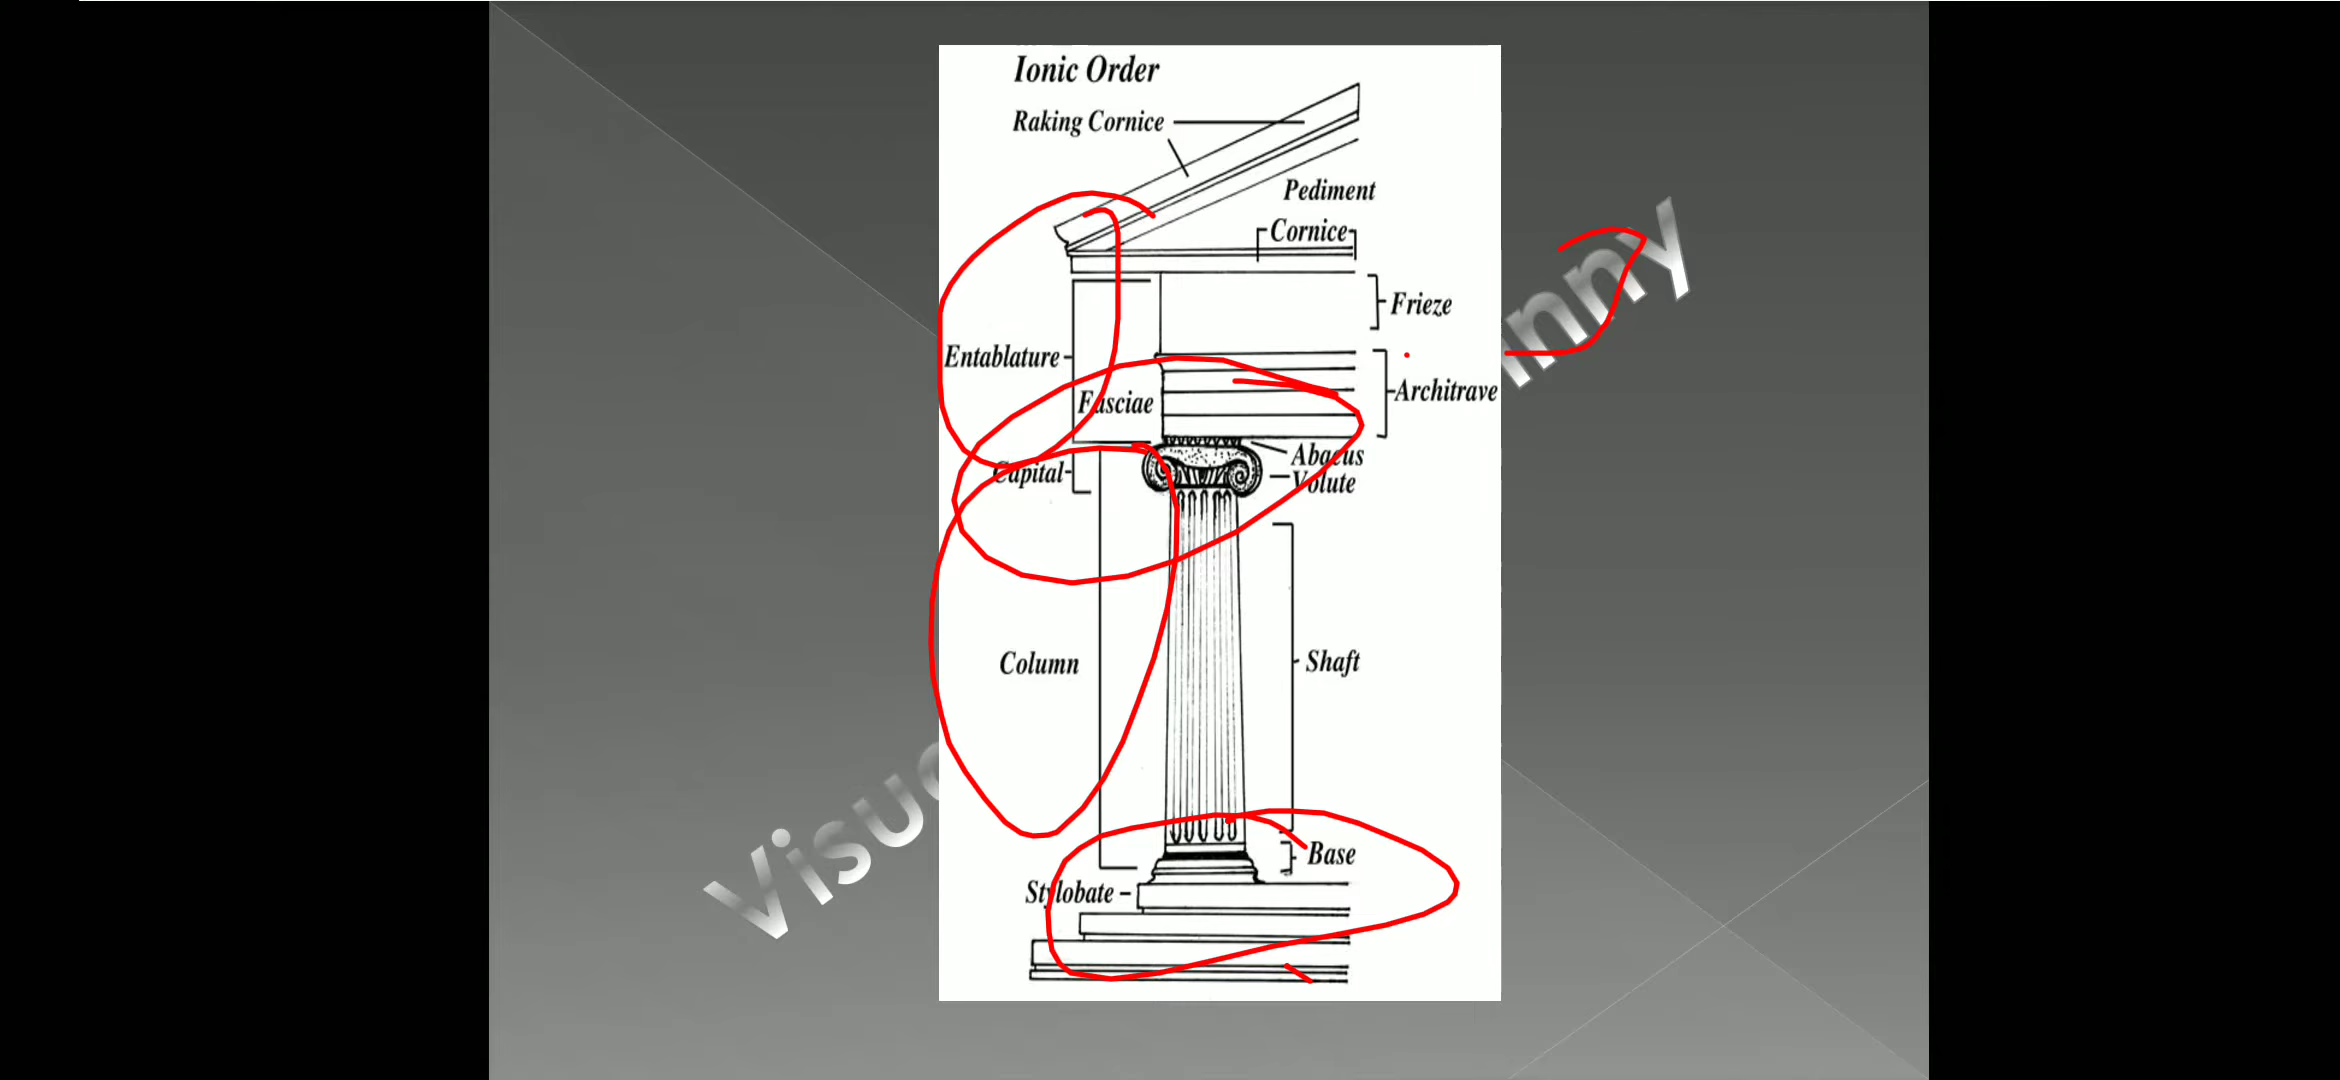 Ionic Order
Raking Cornice
Pediment
Cornice
Frieze
Entablature
Architrave
Fasciae
Abacus
Capital
Volute
Column
Shaft
Base
Stylobate